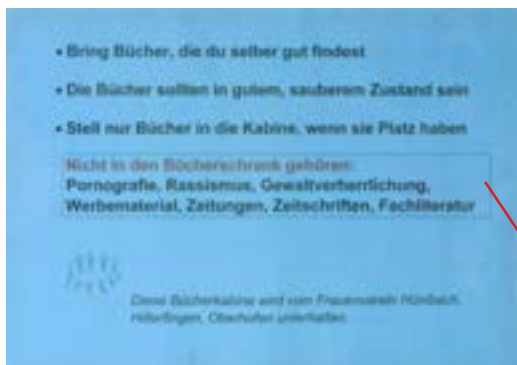 • Bring Bücher, die du selber gut findest
• Die Bücher sollten in gutem, sauberem Zustand sein
• Stell nur Bücher in die Kabine, wenn sie Platz haben
Nicht in den Bücherschrank gehören:
Pornografie, Rassismus, Gewaltverherrlichung,
Werbematerial, Zeitungen, Zeitschriften, Fachliteratur
Diese Bücherkabine wird vom Frauenverein Hünibach,
Hilterfingen, Oberhofen unterhalten.